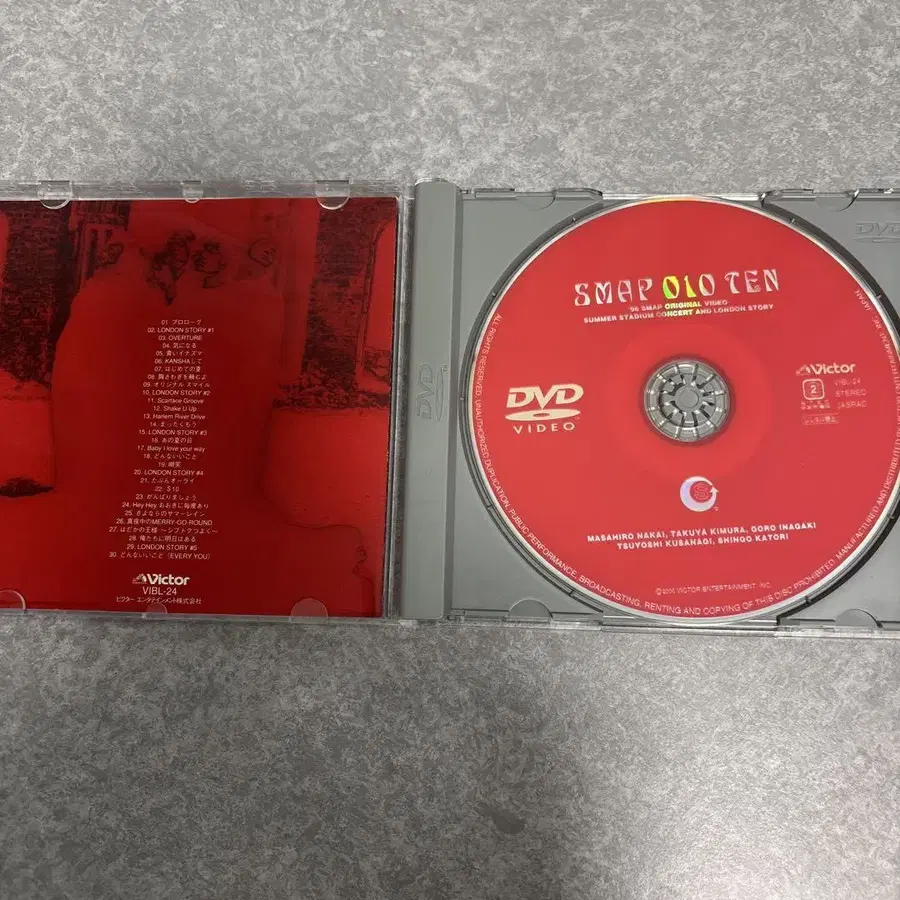 01 プロローグ
02. LONDON STORY #1
03. OVERTURE
04. 気になる
05. 青いイナズマ
06. KANSHAして
07. はじめての夏
08. 胸さわぎを頼むよ
09. オリジナル スマイル
10. LONDON STORY #2
11. Scarface Groove
12. Shake U Up
13. Harlem River Drive
14. まったくもう
15. LONDON STORY #3
16. あの夏の日
17. Baby I love your way
18. どんないいこと
19. 嘲笑
20. LONDON STORY #4
21. たぶんオーライ
22. $10
23. がんばりましょう
24. Hey Hey おおきに毎度あり
25. さよならのサマーレイン
26. 真夜中のMERRY-GO-ROUND
27. はだかの王様 〜シブトクつよく〜
28. 俺たちに明日はある
29. LONDON STORY #5
30. どんないいこと (EVERY YOU)
Victor
VIBL-24
ビクター エンタテインメント株式会社
DVD
DVD
SMAP 010 TEN
'96 SMAP ORIGINAL VIDEO
SUMMER STADIUM CONCERT AND LONDON STORY
DVD
VIDEO
Victor
VIBL-24
2
STEREO
JASRAC
MASAHIRO NAKAI, TAKUYA KIMURA, GORO INAGAKI,
TSUYOSHI KUSANAGI, SHINGO KATORI
ALL RIGHTS RESERVED. UNAUTHORIZED DUPLICATION, PUBLIC PERFORMANCE, BROADCASTING, RENTING AND COPYING OF THIS DISC PROHIBITED. MANUFACTURED AND DISTRIBUTED